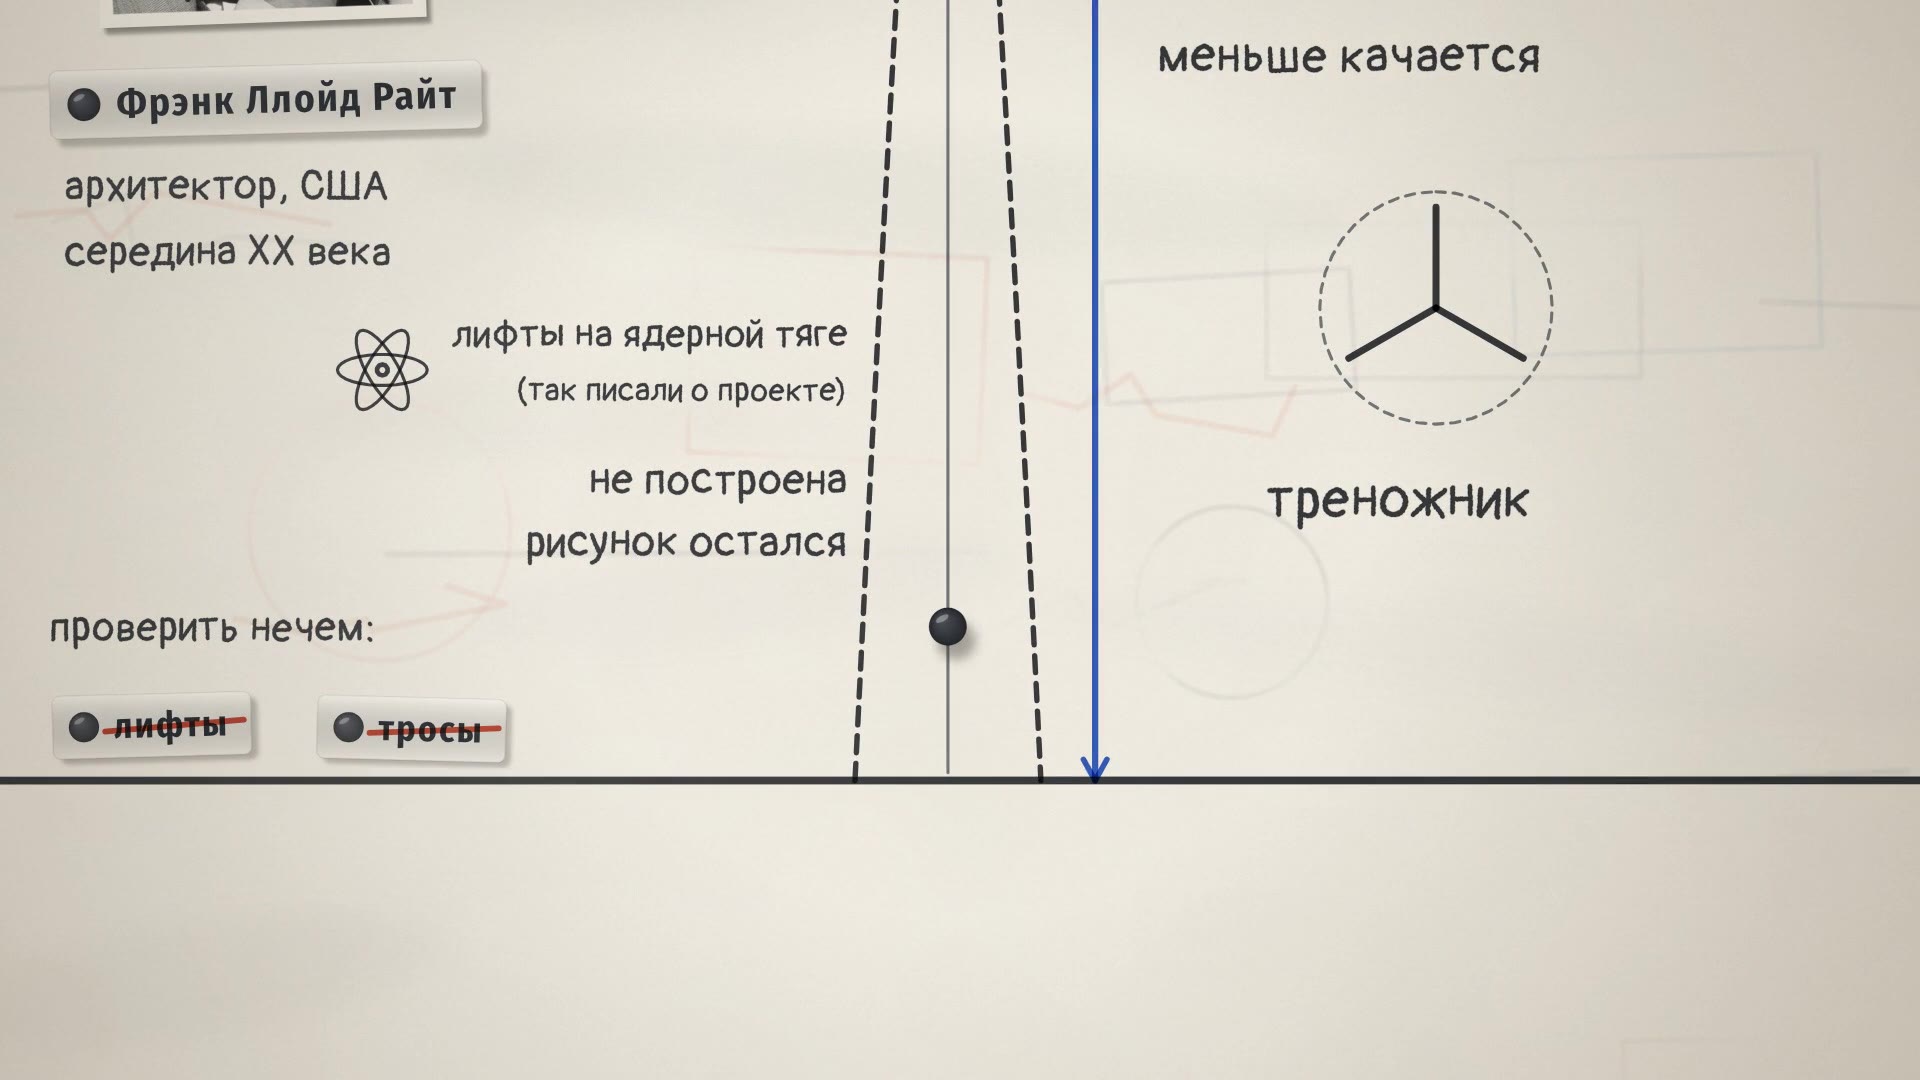 Фрэнк Ллойд Райт
архитектор, США
середина XX века
лифты на ядерной тяге
(так писали о проекте)
не построена
рисунок остался
проверить нечем:
лифты
тросы
меньше качается
треножник